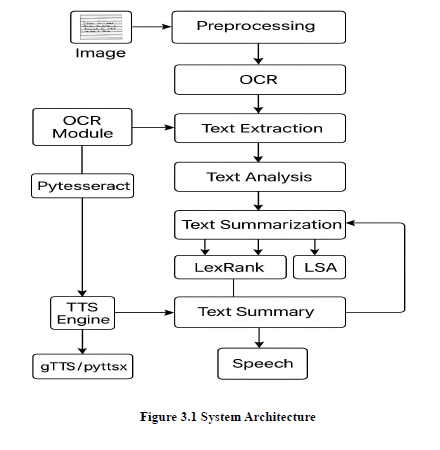 Image
Preprocessing
OCR
OCR
Module
Text Extraction
Pytesseract
Text Analysis
Text Summarization
LexRank
LSA
TTS
Engine
Text Summary
gTTS/pyttsx
Speech
Figure 3.1 System Architecture